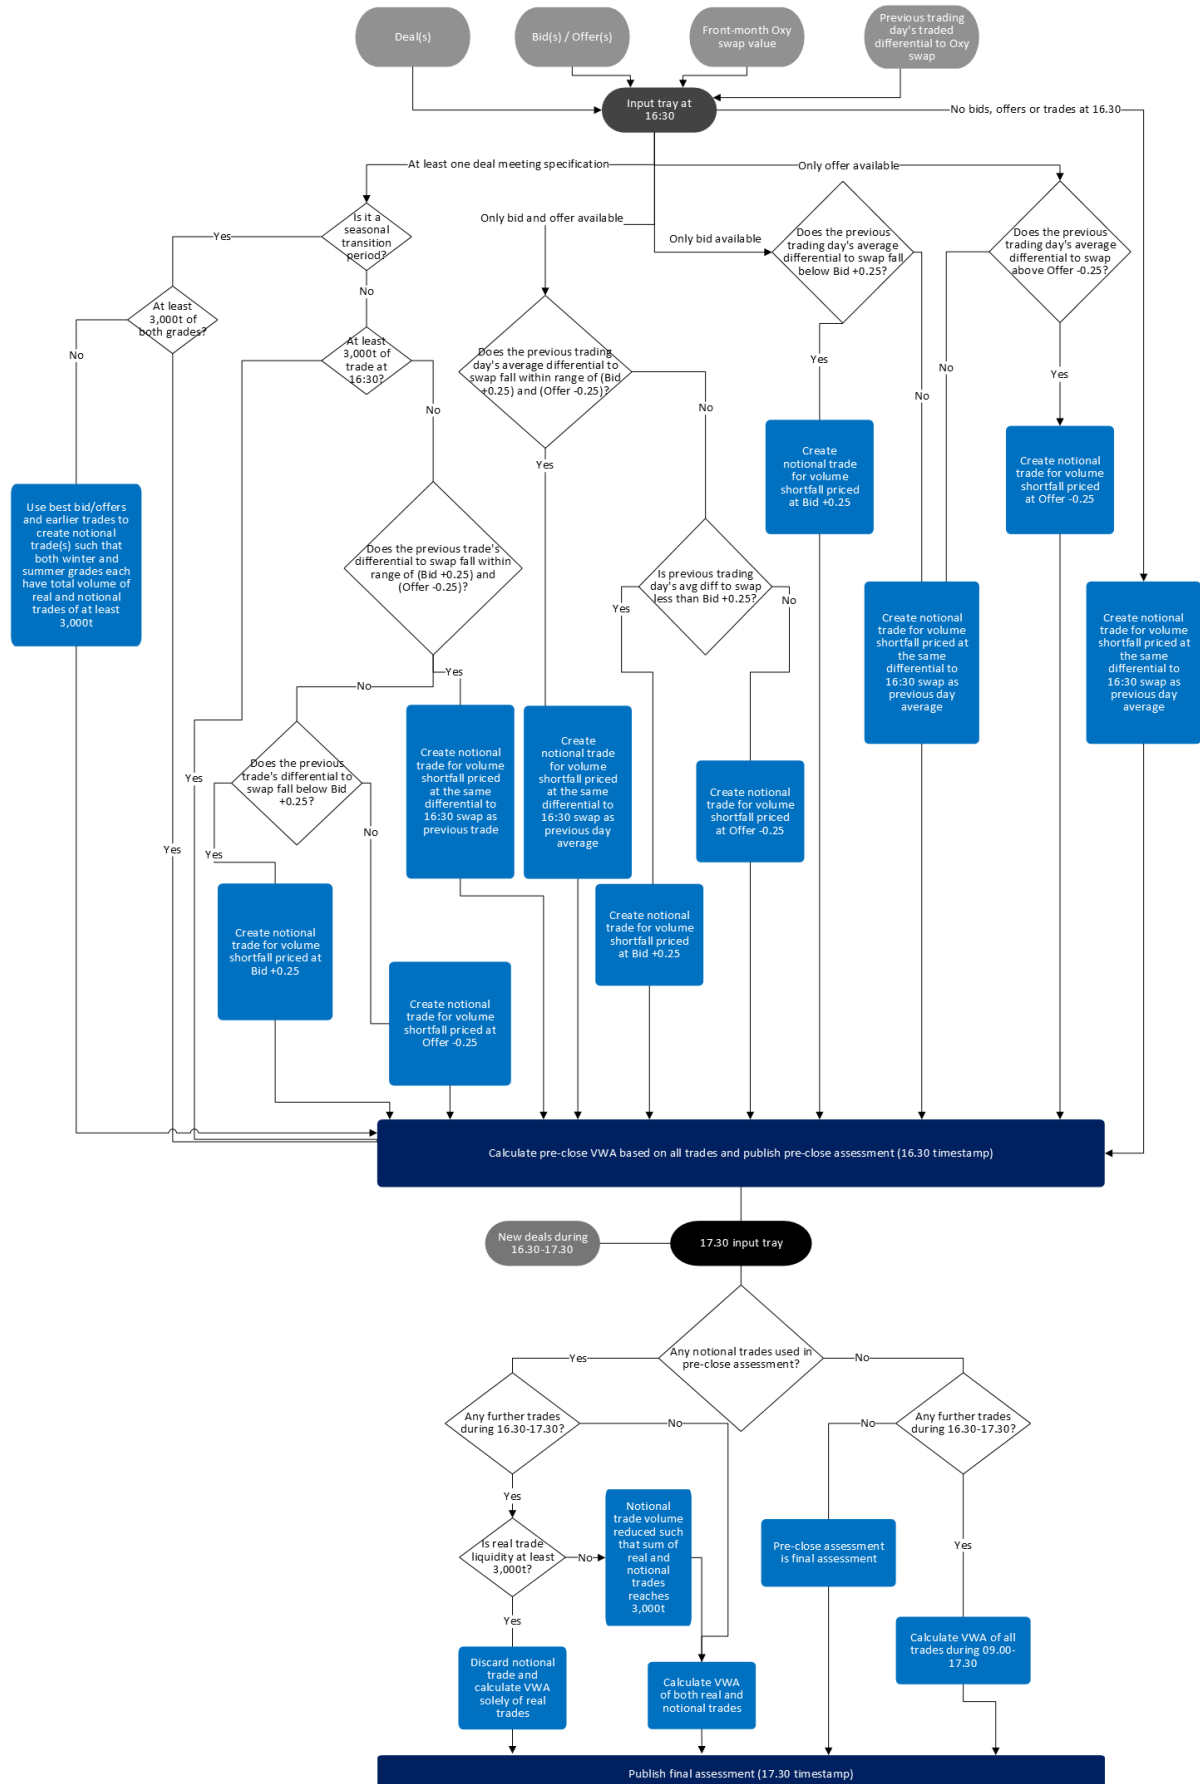 Deal(s)
Bid(s) / Offer(s)
Front-month Oxy
swap value
Previous trading
day's traded
differential to Oxy
swap
Input tray at
16:30
No bids, offers or trades at 16.30
At least one deal meeting specification
Only offer available
Only bid and offer available
Only bid available
Is it a
seasonal
transition
period?
Yes
No
At least
3,000t of
both grades?
No
Yes
At least
3,000t of
trade at
16:30?
No
Yes
Does the previous trading
day's average differential to
swap fall within range of (Bid
+0.25) and (Offer -0.25)?
No
Yes
Does the previous
trading day's average
differential to swap fall
below Bid +0.25?
Yes
No
Does the previous
trading day's average
differential to swap
above Offer -0.25?
No
Yes
Use best bid/offers
and earlier trades to
create notional
trade(s) such that
both winter and
summer grades each
have total volume of
real and notional
trades of at least
3,000t
Does the previous trade's
differential to swap fall within
range of (Bid +0.25) and
(Offer -0.25)?
Yes
No
Is previous trading
day's avg diff to swap
less than Bid +0.25?
Yes
No
Create
notional trade
for volume
shortfall priced
at Bid +0.25
Create notional
trade for volume
shortfall priced
at Offer -0.25
Create notional
trade for volume
shortfall priced at
the same
differential to
16:30 swap as
previous day
average
Create notional
trade for volume
shortfall priced at
the same
differential to
16:30 swap as
previous day
average
Does the previous
trade's differential to
swap fall below Bid
+0.25?
Yes
No
Create notional
trade for volume
shortfall priced
at the same
differential to
16:30 swap as
previous trade
Create
notional trade
for volume
shortfall priced
at the same
differential to
16:30 swap as
previous day
average
Create notional
trade for volume
shortfall priced
at Offer -0.25
Create notional
trade for volume
shortfall priced at
Bid +0.25
Create notional
trade for volume
shortfall priced
at Bid +0.25
Create notional
trade for volume
shortfall priced at
Offer -0.25
Calculate pre-close VWA based on all trades and publish pre-close assessment (16.30 timestamp)
New deals during
16.30-17.30
17.30 input tray
Any notional trades used in
pre-close assessment?
Yes
No
Any further trades
during 16.30-17.30?
No
Yes
Any further trades
during 16.30-17.30?
No
Yes
Is real trade
liquidity at least
3,000t?
No
Yes
Notional
trade volume
reduced such
that sum of
real and
notional
trades
reaches
3,000t
Pre-close assessment
is final assessment
Calculate VWA of all
trades during 09.00-
17.30
Discard notional
trade and
calculate VWA
solely of real
trades
Calculate VWA
of both real and
notional trades
Publish final assessment (17.30 timestamp)